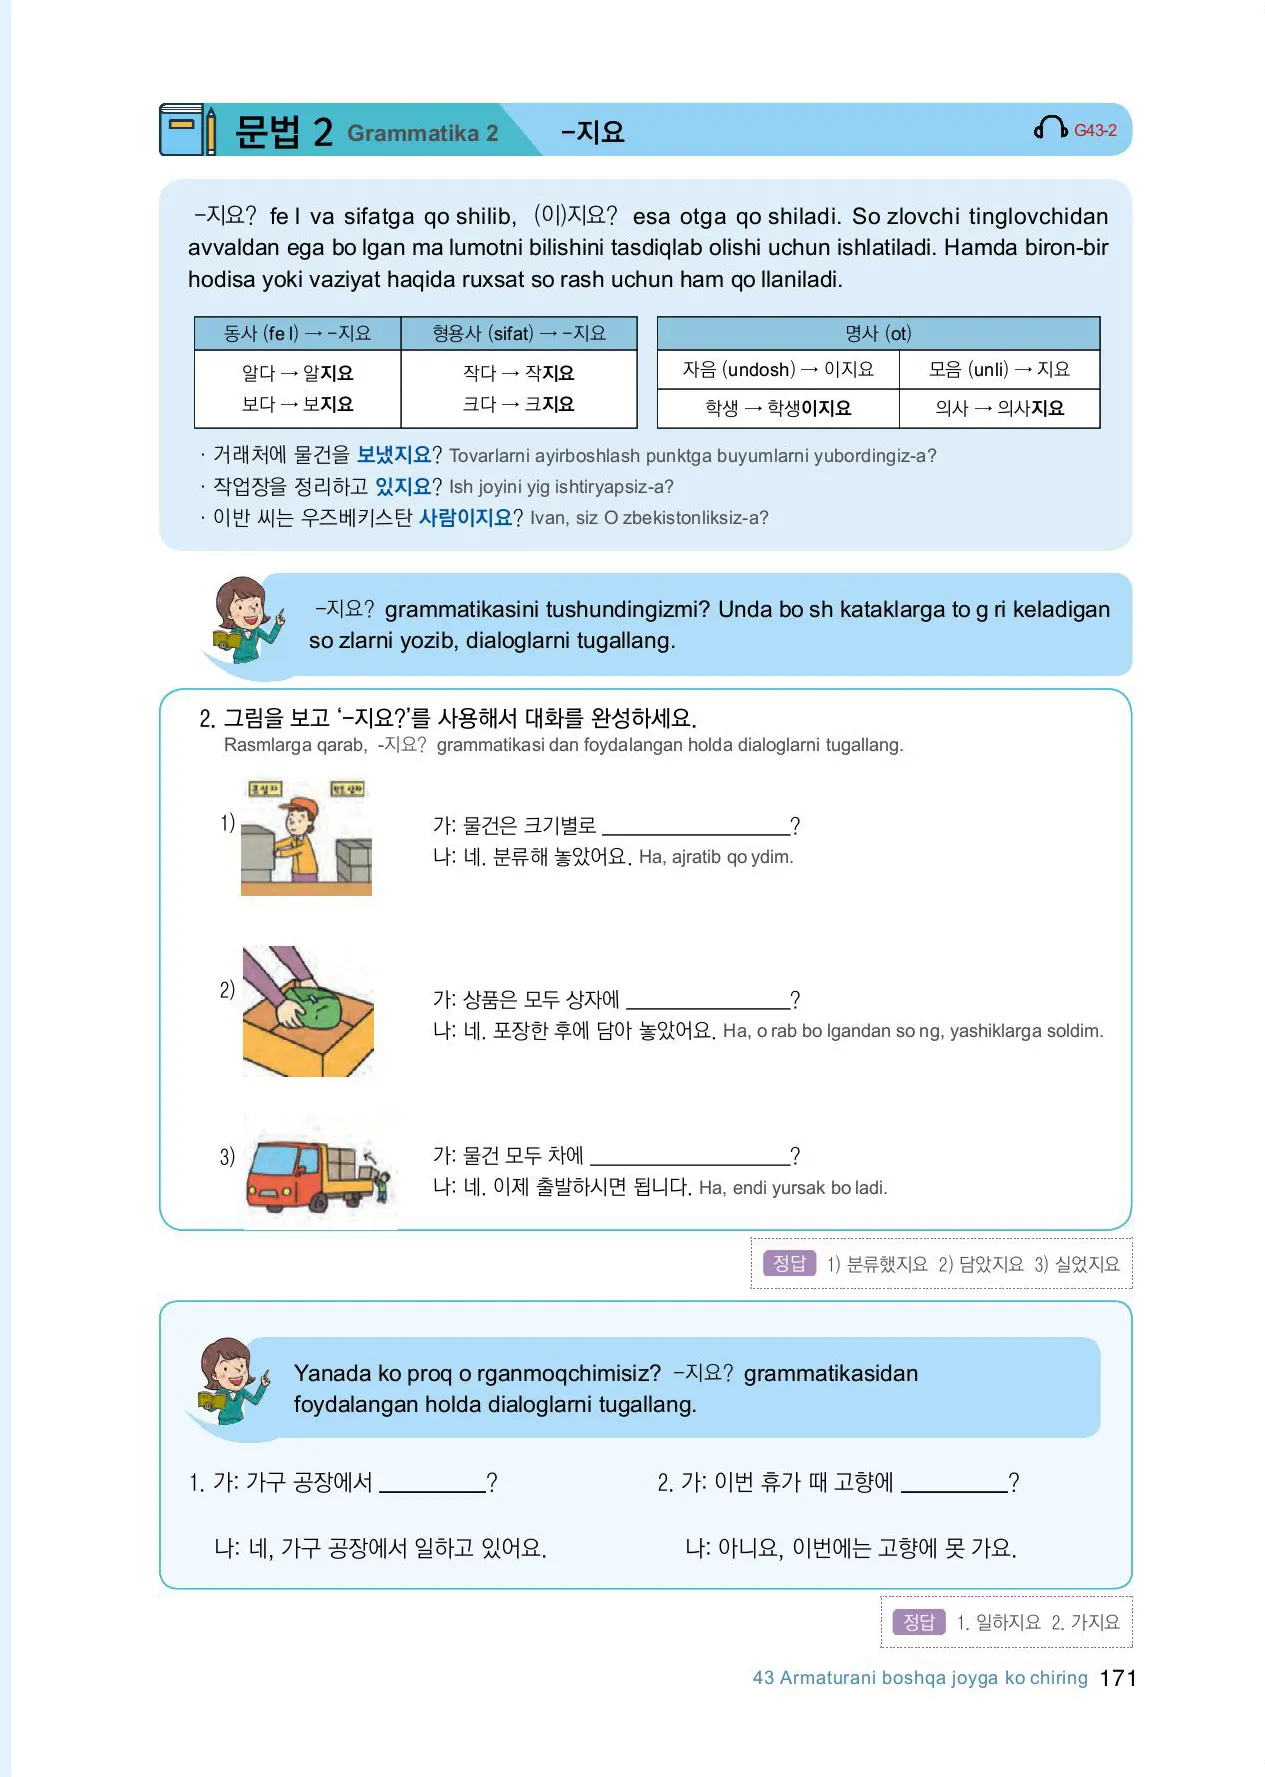 문법 2 Grammatika 2 -지요 G43-2
-지요? fe l va sifatga qo shilib, (이)지요? esa otga qo shiladi. So zlovchi tinglovchidan
avvaldan ega bo lgan ma lumotni bilishini tasdiqlab olishi uchun ishlatiladi. Hamda biron-bir
hodisa yoki vaziyat haqida ruxsat so rash uchun ham qo llaniladi.
동사 (fe l) → -지요 형용사 (sifat) → -지요 명사 (ot)
자음 (undosh) → 이지요 모음 (unli) → 지요
알다 → 알지요 작다 → 작지요
보다 → 보지요 크다 → 크지요
학생 → 학생이지요 의사 → 의사지요
· 거래처에 물건을 보냈지요? Tovarlarni ayirboshlash punktga buyumlarni yubordingiz-a?
· 작업장을 정리하고 있지요? Ish joyini yig ishtiryapsiz-a?
· 이반 씨는 우즈베키스탄 사람이지요? Ivan, siz O zbekistonliksiz-a?
-지요? grammatikasini tushundingizmi? Unda bo sh kataklarga to g ri keladigan
so zlarni yozib, dialoglarni tugallang.
2. 그림을 보고 ‘-지요?’를 사용해서 대화를 완성하세요.
Rasmlarga qarab, -지요? grammatikasi dan foydalangan holda dialoglarni tugallang.
1)
가: 물건은 크기별로 ________________?
나: 네. 분류해 놓았어요. Ha, ajratib qo ydim.
2)
가: 상품은 모두 상자에 ______________?
나: 네. 포장한 후에 담아 놓았어요. Ha, o rab bo lgandan so ng, yashiklarga soldim.
3)
가: 물건 모두 차에 _________________?
나: 네. 이제 출발하시면 됩니다. Ha, endi yursak bo ladi.
정답 1) 분류했지요 2) 담았지요 3) 실었지요
Yanada ko proq o rganmoqchimisiz? -지요? grammatikasidan
foydalangan holda dialoglarni tugallang.
1. 가: 가구 공장에서 _________? 2. 가: 이번 휴가 때 고향에 _________?
나: 네, 가구 공장에서 일하고 있어요. 나: 아니요, 이번에는 고향에 못 가요.
정답 1. 일하지요 2. 가지요
43 Armaturani boshqa joyga ko chiring 171